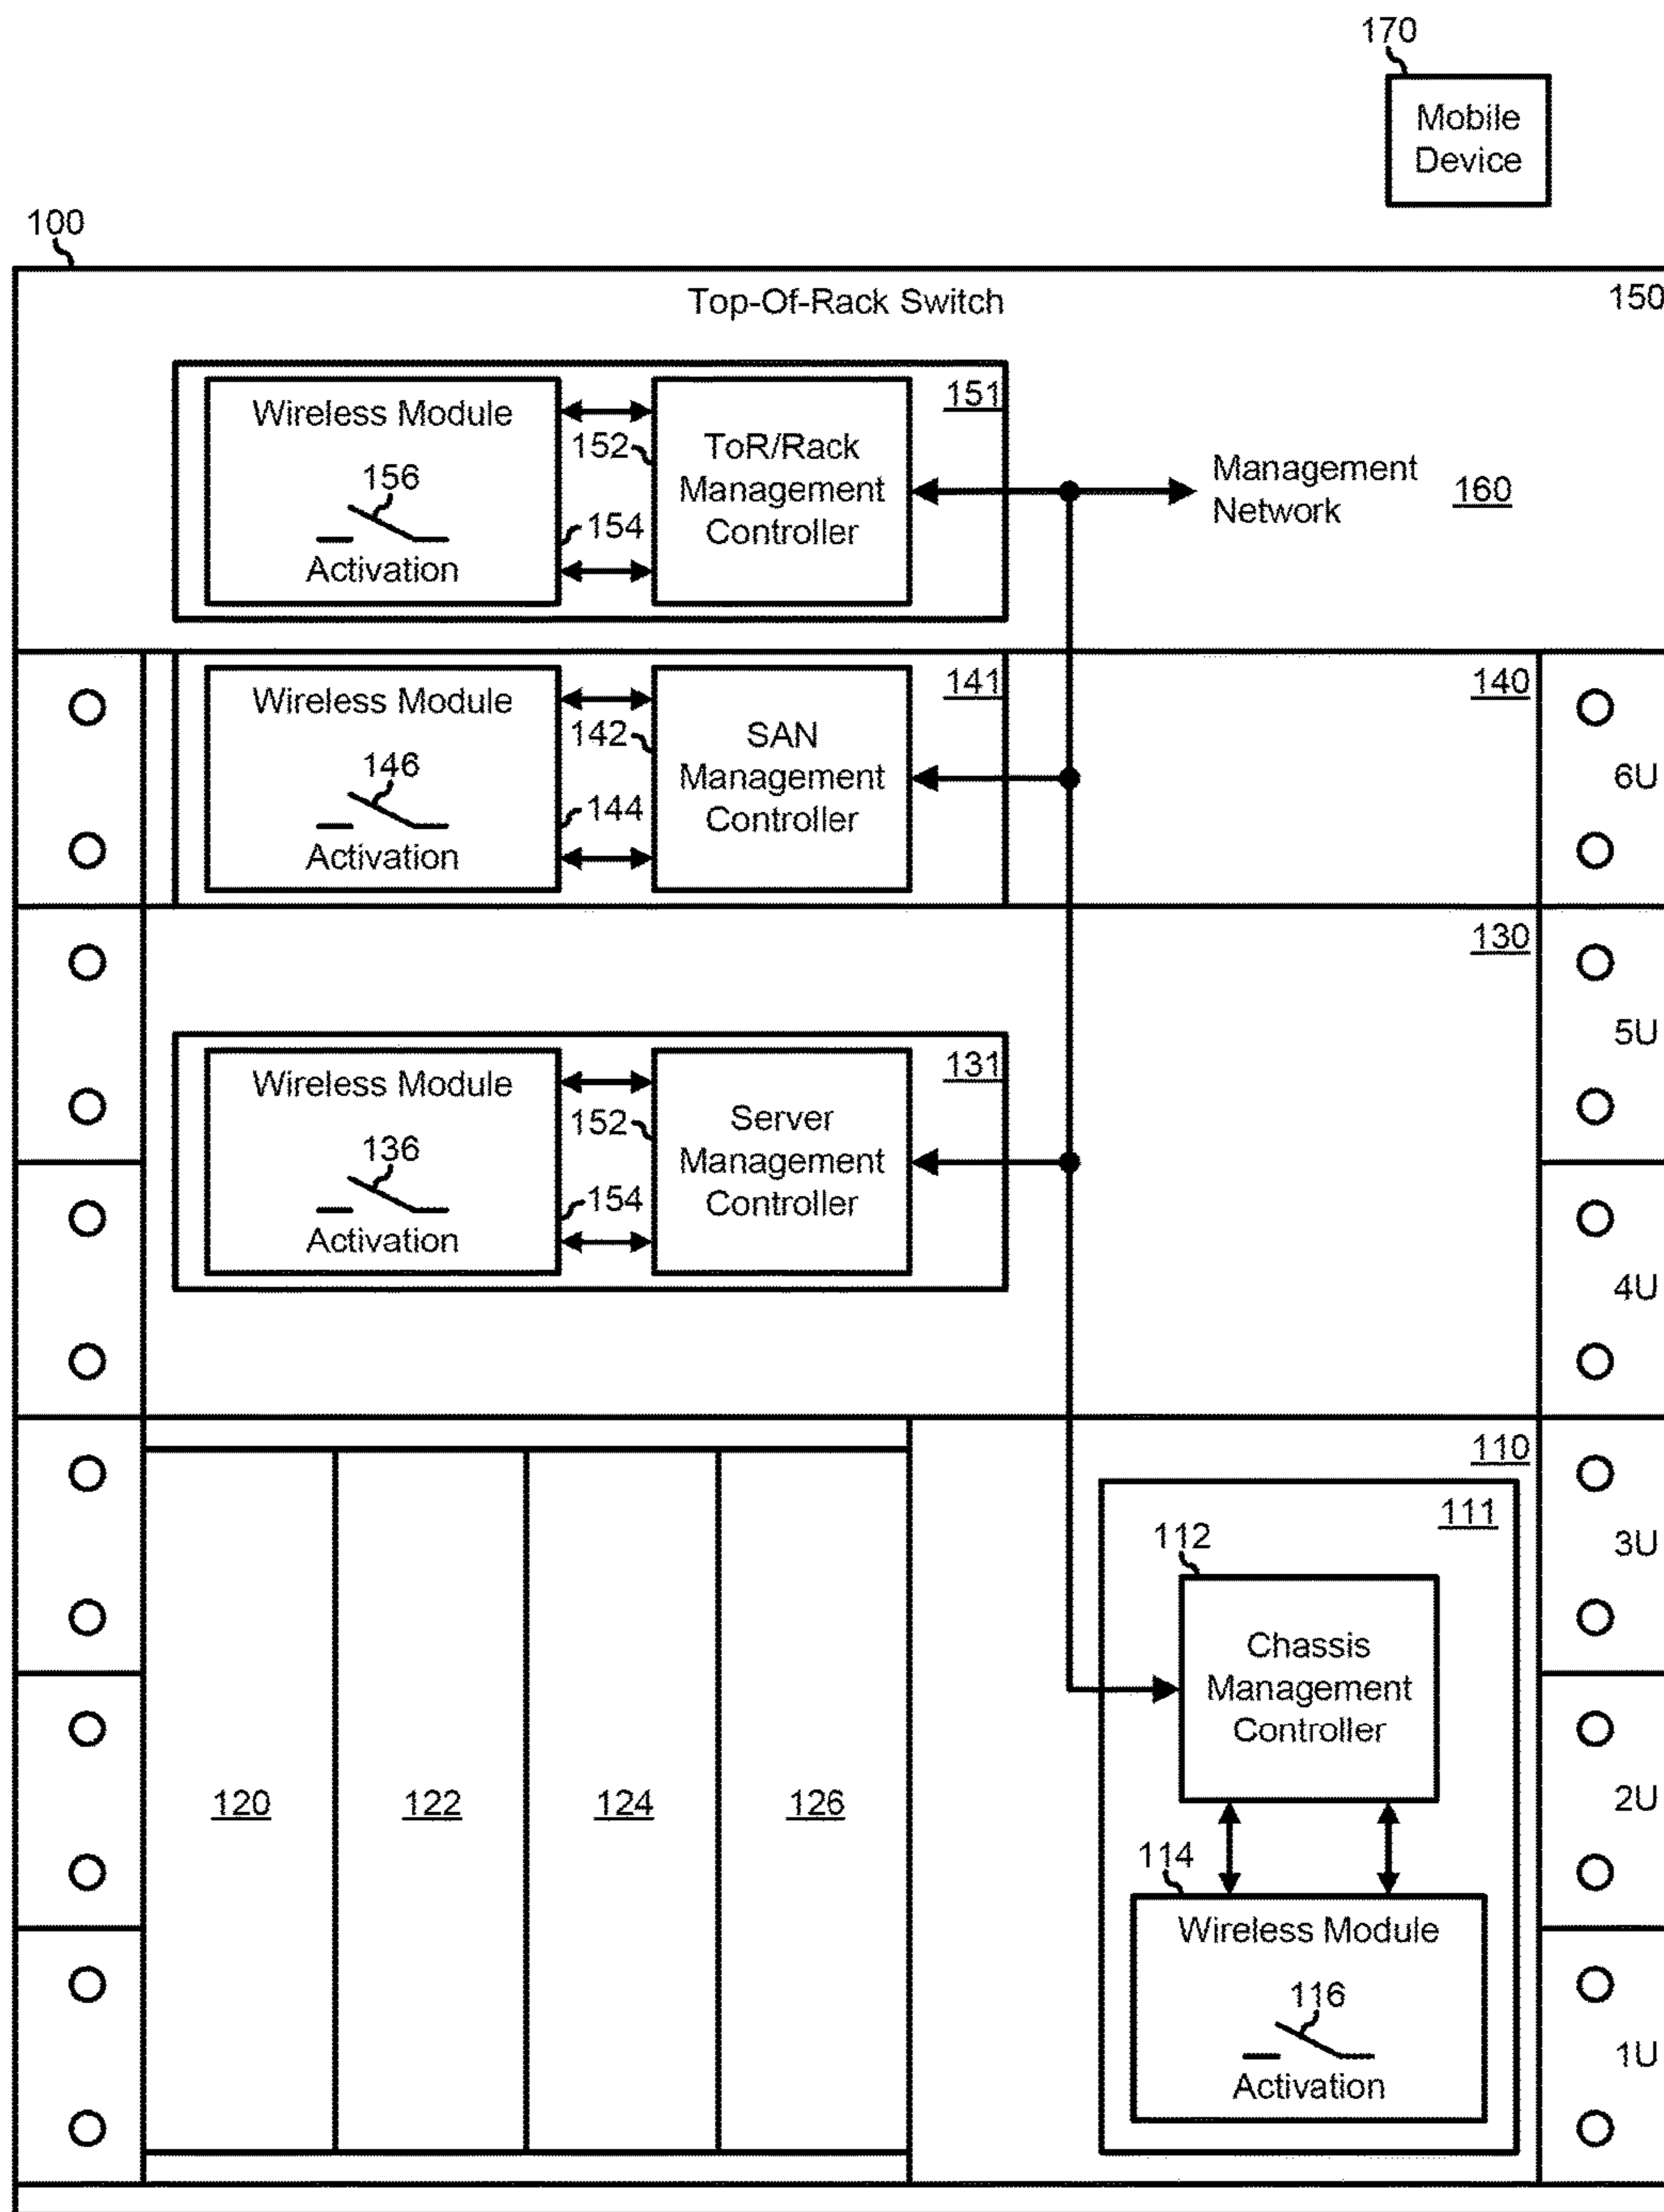 170
Mobile
Device
100
Top-Of-Rack Switch
150
Wireless Module
156
Activation
152
154
ToR/Rack
Management
Controller
151
Management
Network
160
Wireless Module
146
Activation
142
144
SAN
Management
Controller
141
140
6U
130
5U
Wireless Module
136
Activation
152
154
Server
Management
Controller
131
4U
110
111
3U
112
Chassis
Management
Controller
120
122
124
126
2U
114
Wireless Module
116
Activation
1U